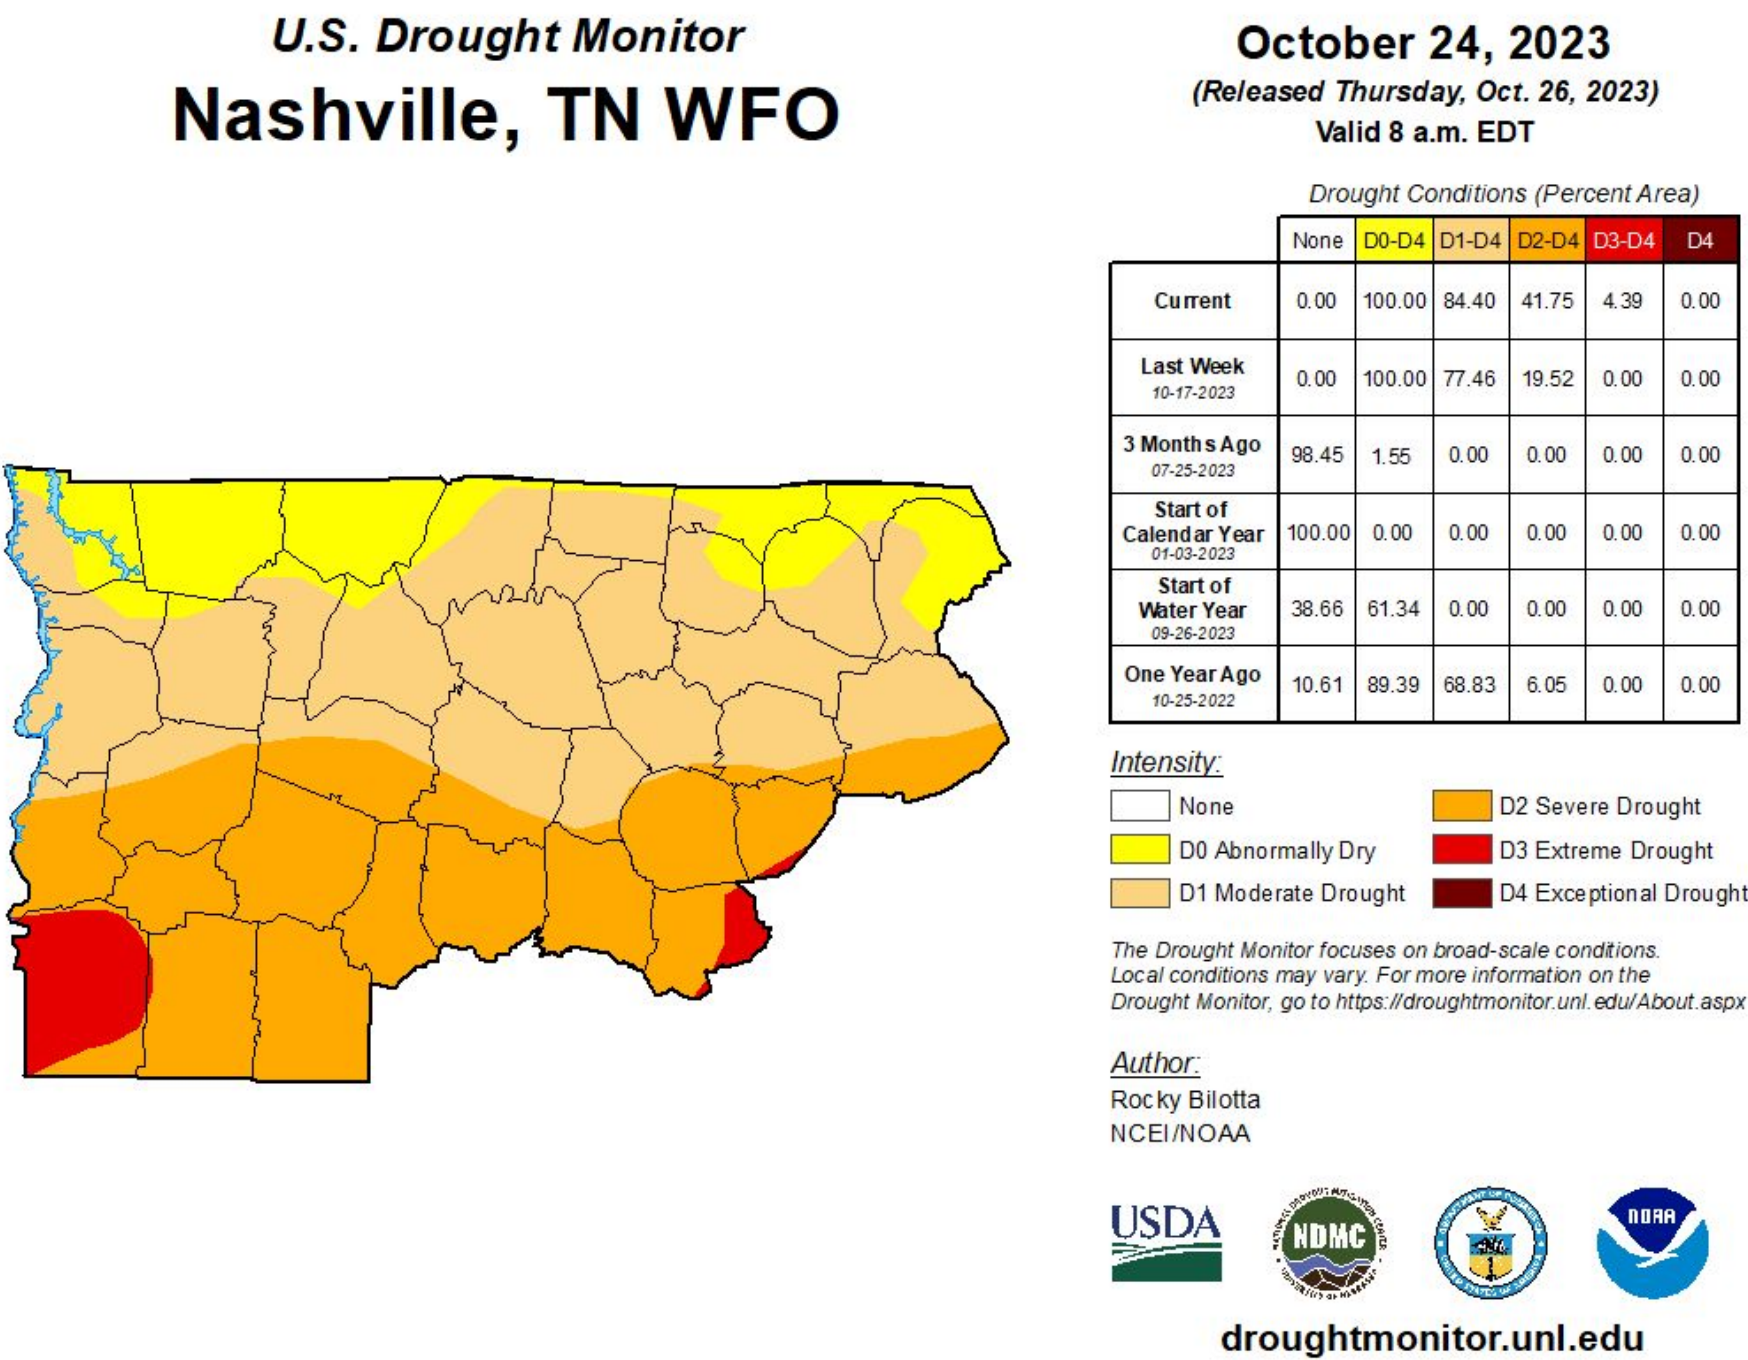 U.S. Drought Monitor
Nashville, TN WFO
October 24, 2023
(Released Thursday, Oct. 26, 2023)
Valid 8 a.m. EDT
Drought Conditions (Percent Area)
None D0-D4 D1-D4 D2-D4 D3-D4 D4
Current 0.00 100.00 84.40 41.75 4.39 0.00
Last Week
10-17-2023 0.00 100.00 77.46 19.52 0.00 0.00
3 Months Ago
07-25-2023 98.45 1.55 0.00 0.00 0.00 0.00
Start of
Calendar Year
01-03-2023 100.00 0.00 0.00 0.00 0.00 0.00
Start of
Water Year
09-26-2023 38.66 61.34 0.00 0.00 0.00 0.00
One Year Ago
10-25-2022 10.61 89.39 68.83 6.05 0.00 0.00
Intensity:
None
D0 Abnormally Dry
D1 Moderate Drought
D2 Severe Drought
D3 Extreme Drought
D4 Exceptional Drought
The Drought Monitor focuses on broad-scale conditions.
Local conditions may vary. For more information on the
Drought Monitor, go to https://droughtmonitor.unl.edu/About.aspx
Author:
Rocky Bilotta
NCEI/NOAA
USDA
NDMC
NOAA
droughtmonitor.unl.edu